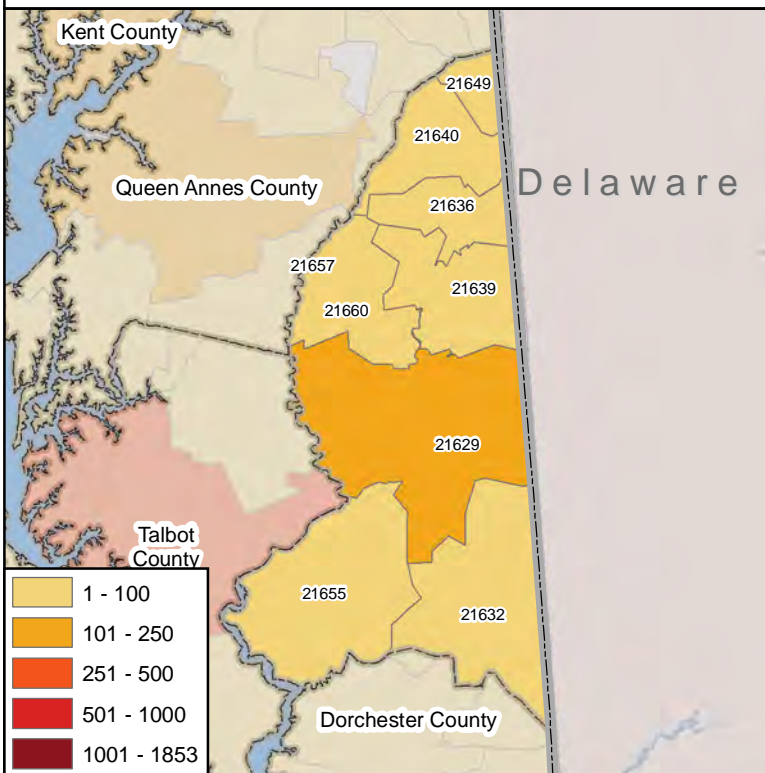 Kent County
21649
21640
Queen Annes County
Delaware
21636
21657
21639
21660
21629
Talbot
County
21655
21632
1 - 100
101 - 250
251 - 500
501 - 1000
1001 - 1853
Dorchester County